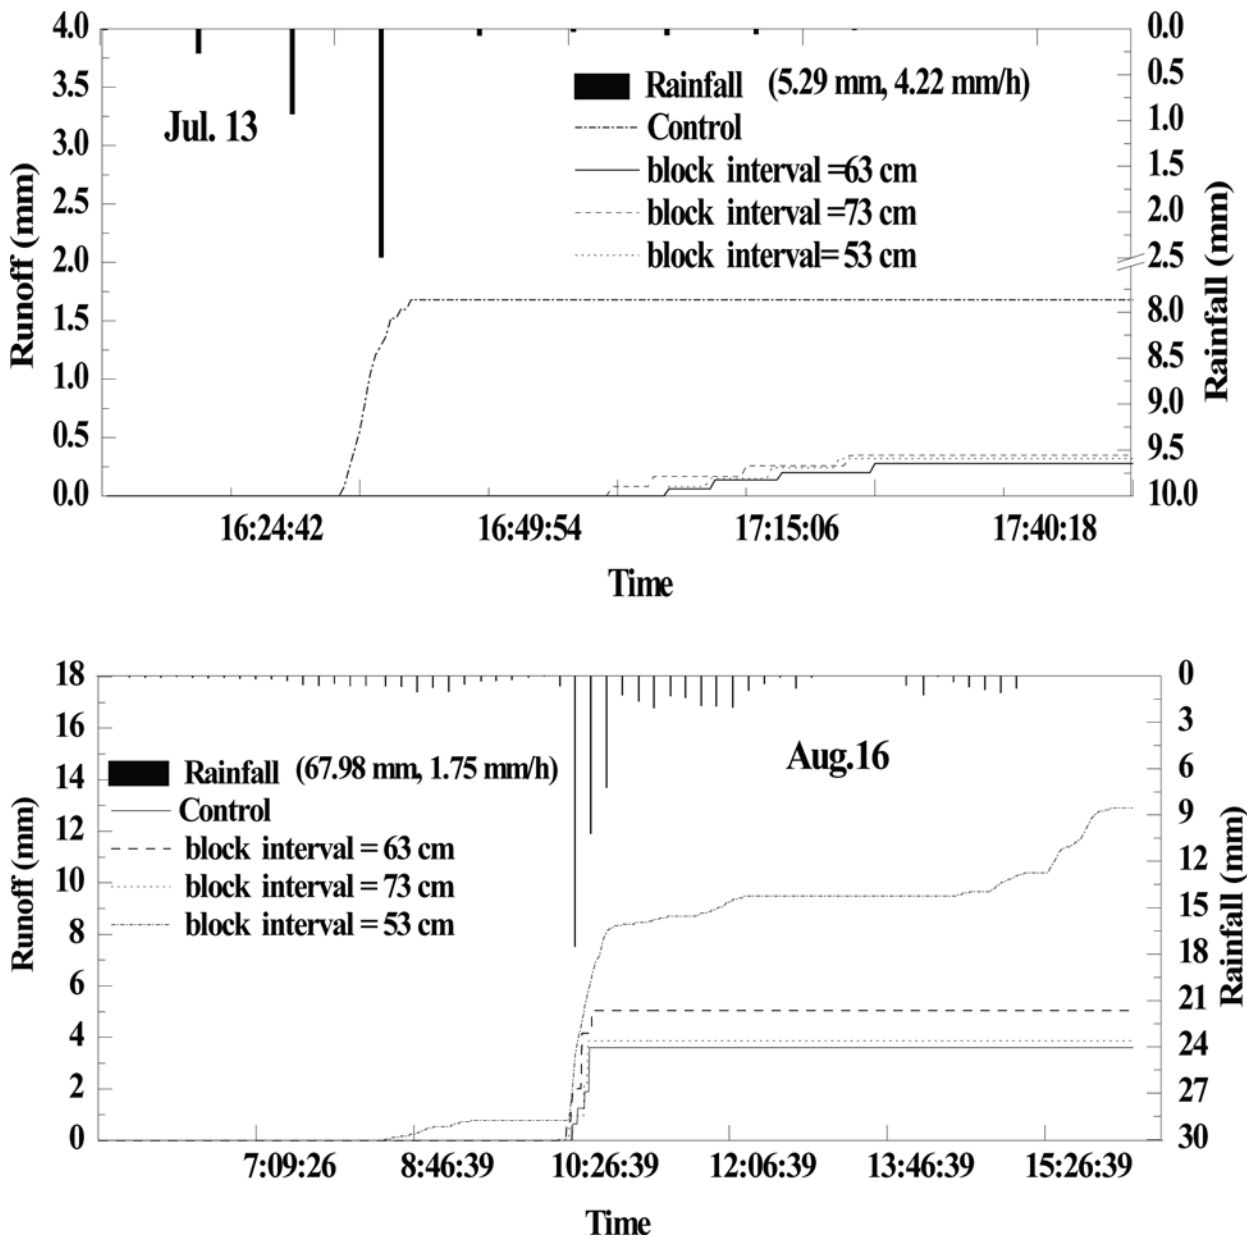 4.0
3.5
3.0
2.5
2.0
1.5
1.0
0.5
0.0
Runoff (mm)
Jul. 13
Rainfall (5.29 mm, 4.22 mm/h)
Control
block interval =63 cm
block interval =73 cm
block interval= 53 cm
0.0
0.5
1.0
1.5
2.0
2.5
8.0
8.5
9.0
9.5
10.0
Rainfall (mm)
16:24:42 16:49:54 17:15:06 17:40:18
Time
18
16
14
12
10
8
6
4
2
0
Runoff (mm)
Rainfall (67.98 mm, 1.75 mm/h)
Control
block interval = 63 cm
block interval = 73 cm
block interval = 53 cm
Aug.16
0
3
6
9
12
15
18
21
24
27
30
Rainfall (mm)
7:09:26 8:46:39 10:26:39 12:06:39 13:46:39 15:26:39
Time